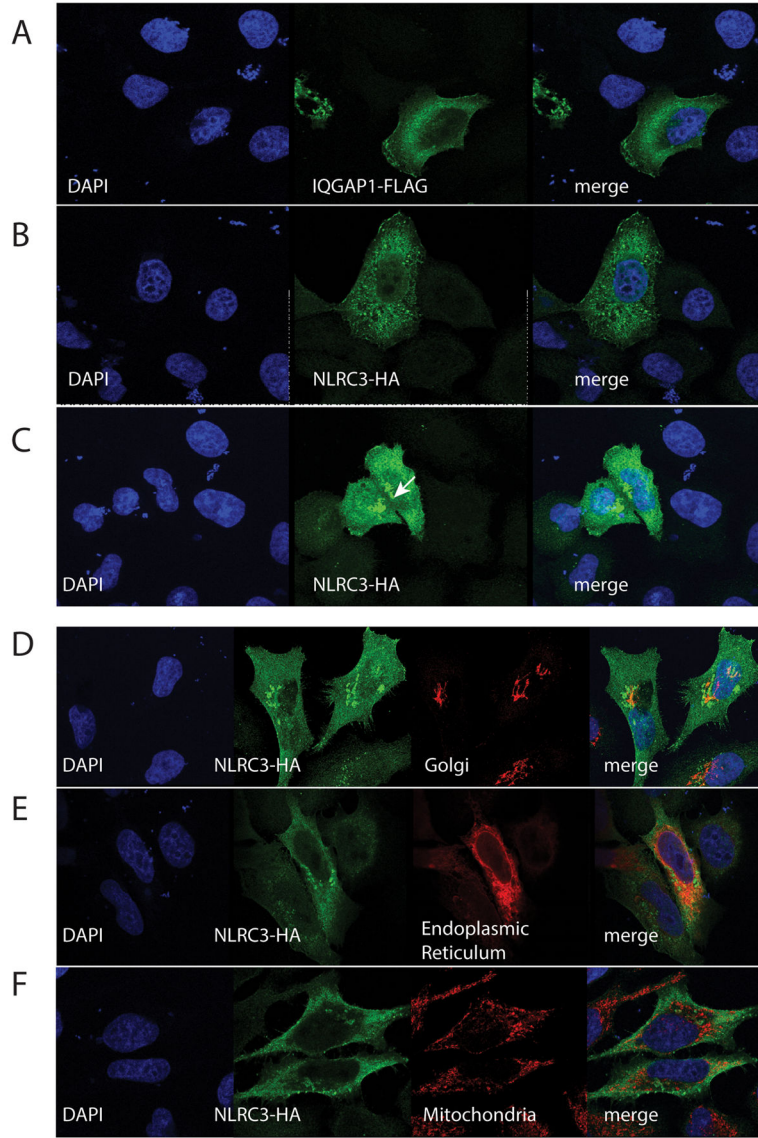 A
DAPI
IQGAP1-FLAG
merge
B
DAPI
NLRC3-HA
merge
C
DAPI
NLRC3-HA
merge
D
DAPI
NLRC3-HA
Golgi
merge
E
DAPI
NLRC3-HA
Endoplasmic
Reticulum
merge
F
DAPI
NLRC3-HA
Mitochondria
merge